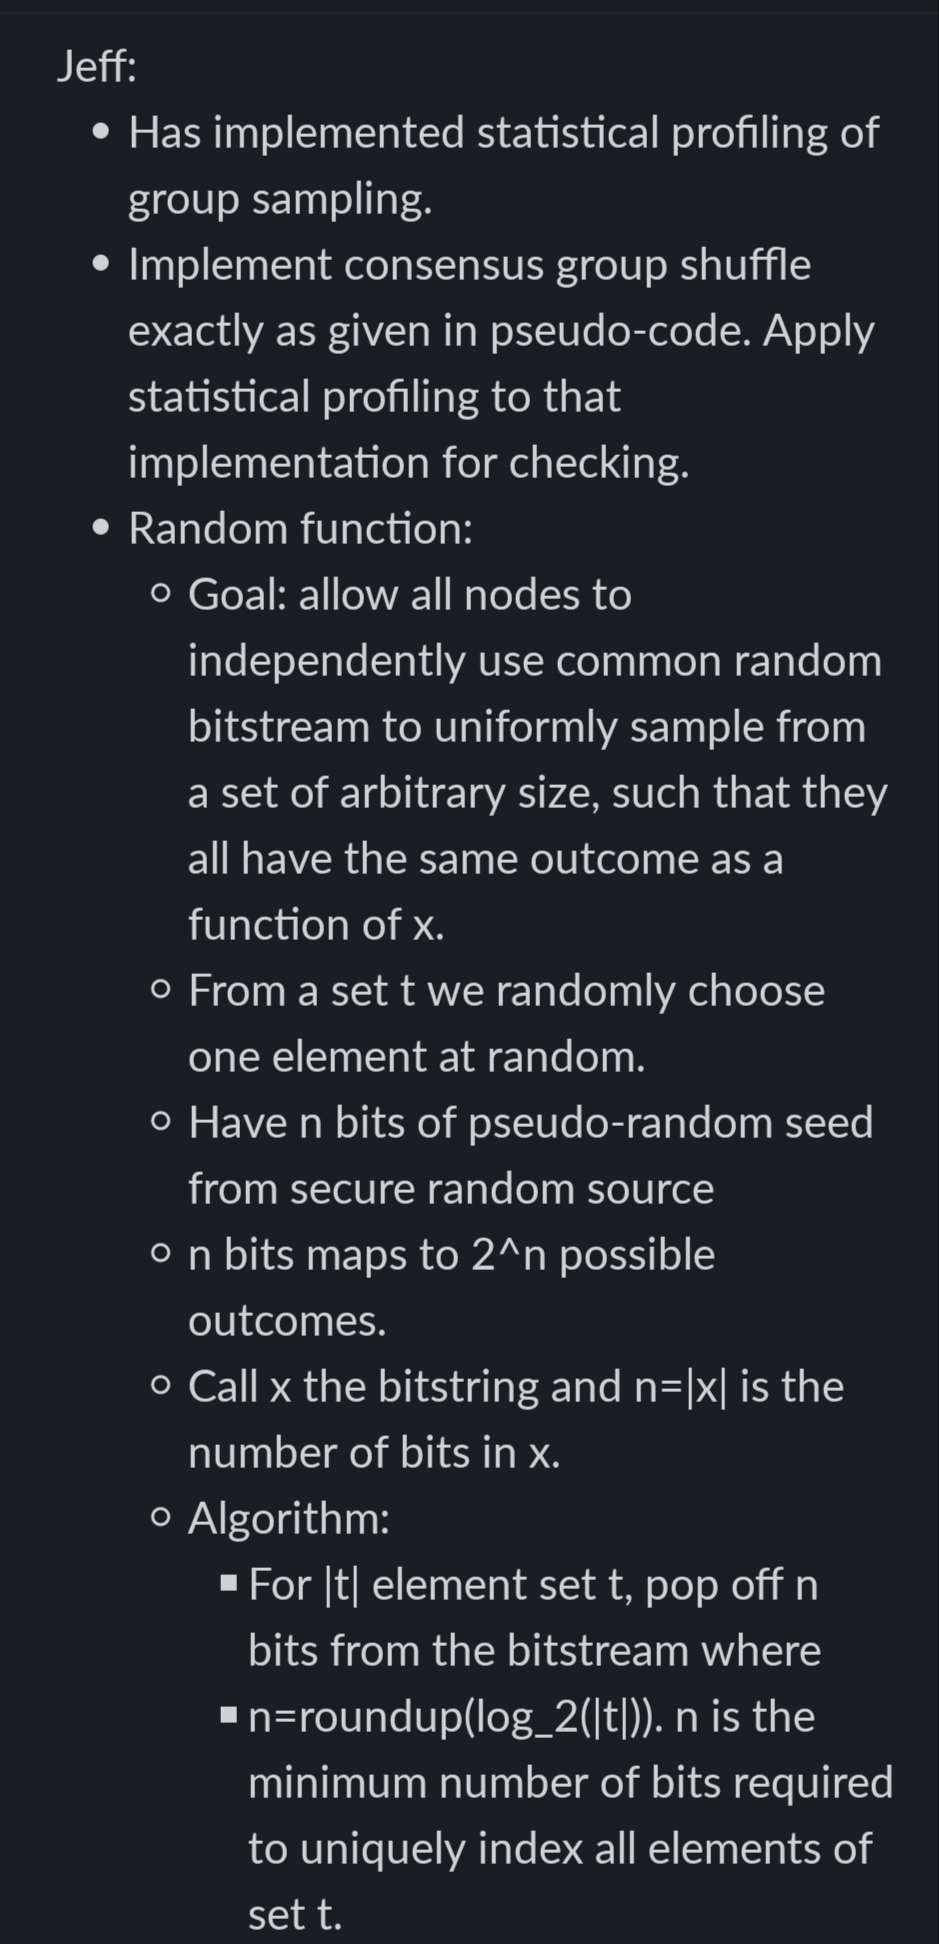 Jeff:
• Has implemented statistical profiling of
group sampling.
• Implement consensus group shuffle
exactly as given in pseudo-code. Apply
statistical profiling to that
implementation for checking.
• Random function:
○ Goal: allow all nodes to
independently use common random
bitstream to uniformly sample from
a set of arbitrary size, such that they
all have the same outcome as a
function of x.
○ From a set t we randomly choose
one element at random.
○ Have n bits of pseudo-random seed
from secure random source
○ n bits maps to 2^n possible
outcomes.
○ Call x the bitstring and n=|x| is the
number of bits in x.
○ Algorithm:
■ For |t| element set t, pop off n
bits from the bitstream where
■ n=roundup(log_2(|t|)). n is the
minimum number of bits required
to uniquely index all elements of
set t.